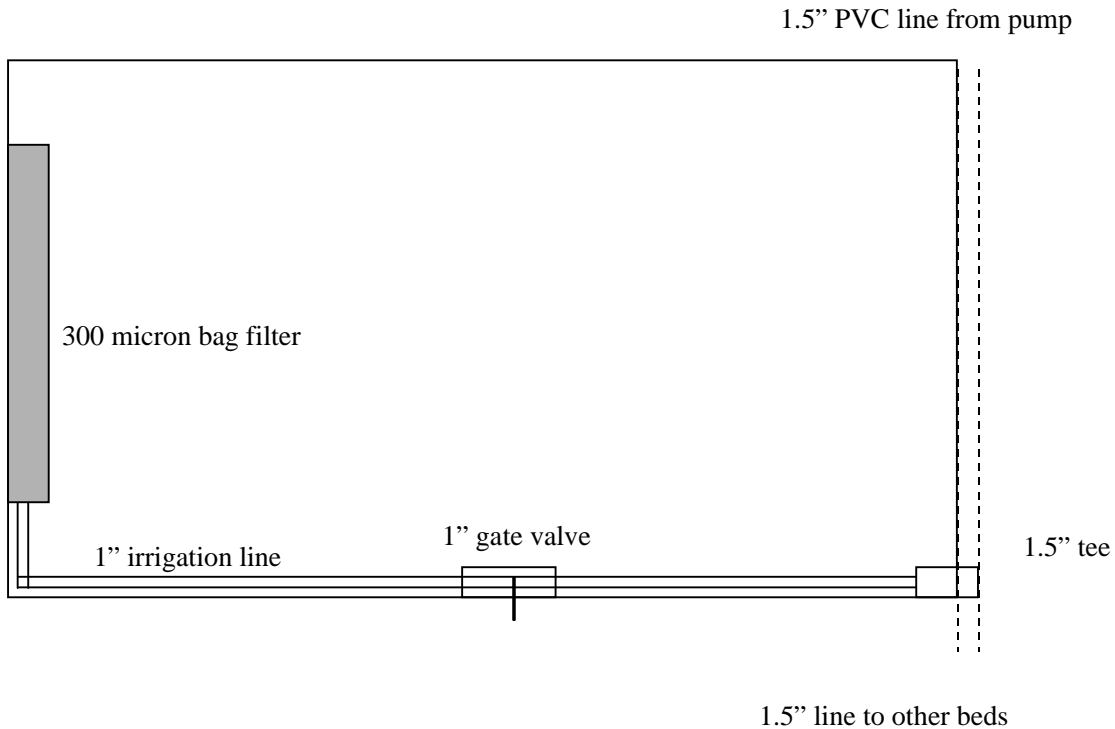 1.5” PVC line from pump
300 micron bag filter
1” gate valve
1.5” tee
1” irrigation line
1.5” line to other beds